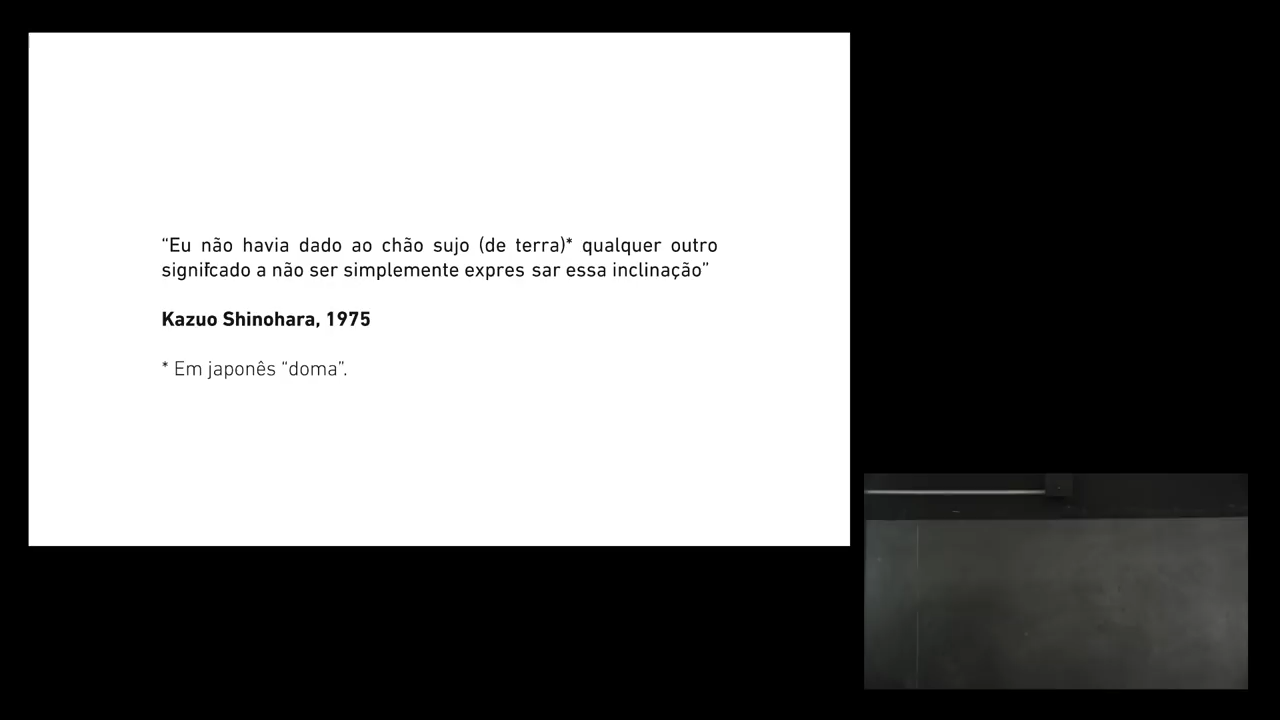 “Eu não havia dado ao chão sujo (de terra)* qualquer outro
signifcado a não ser simplemente expres sar essa inclinação”
Kazuo Shinohara, 1975
* Em japonês “doma”.